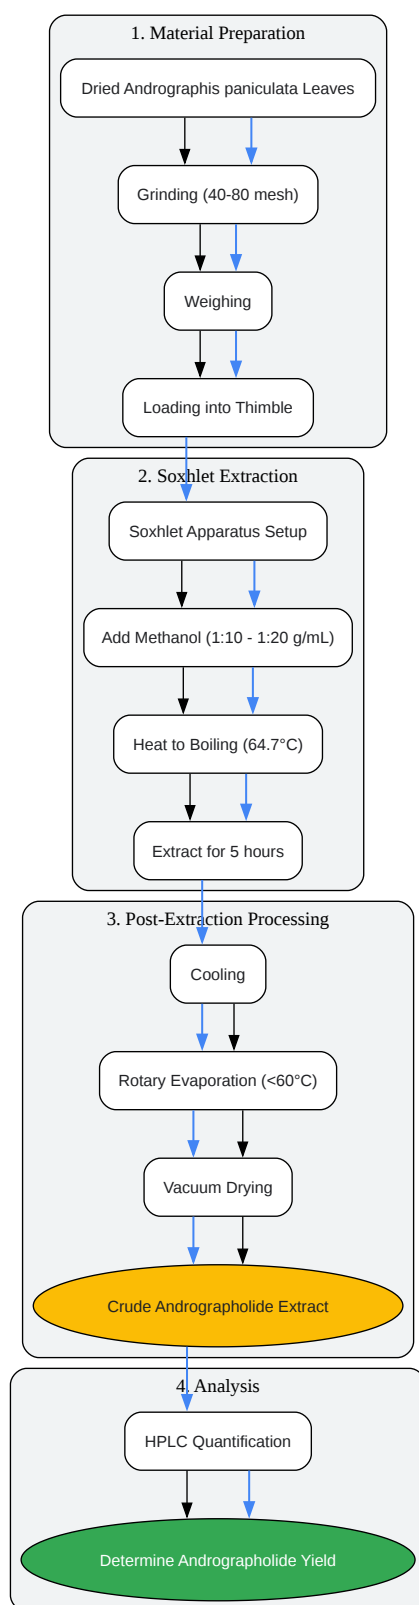 1. Material Preparation
Dried Andrographis paniculata Leaves
Grinding (40-80 mesh)
Weighing
Loading into Thimble
2. Soxhlet Extraction
Soxhlet Apparatus Setup
Add Methanol (1:10 - 1:20 g/mL)
Heat to Boiling (64.7°C)
Extract for 5 hours
3. Post-Extraction Processing
Cooling
Rotary Evaporation (<60°C)
Vacuum Drying
Crude Andrographolide Extract
4. Analysis
HPLC Quantification
Determine Andrographolide Yield